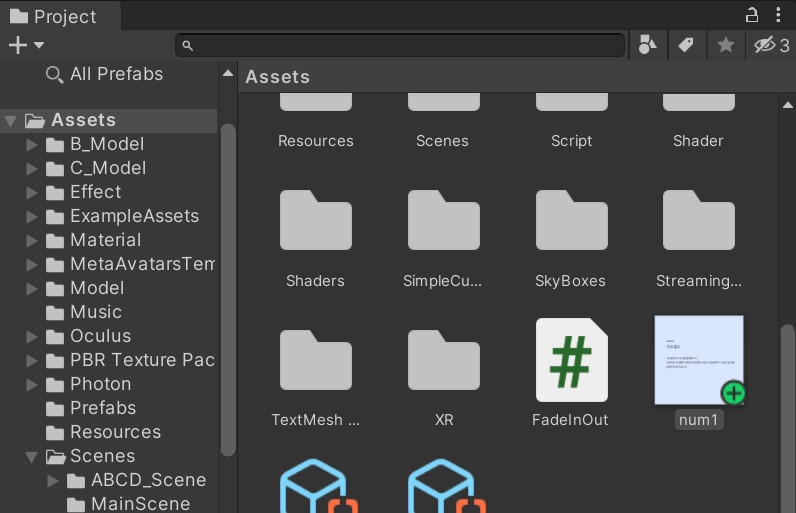 Project
3
All Prefabs
Assets
B_Model
C_Model
Effect
ExampleAssets
Material
MetaAvatarsTem
Model
Music
Oculus
PBR Texture Pac
Photon
Prefabs
Resources
Scenes
ABCD_Scene
MainScene
Assets
Resources
Scenes
Script
Shader
Shaders
SimpleCu...
SkyBoxes
Streaming...
TextMesh ...
XR
FadeInOut
num1